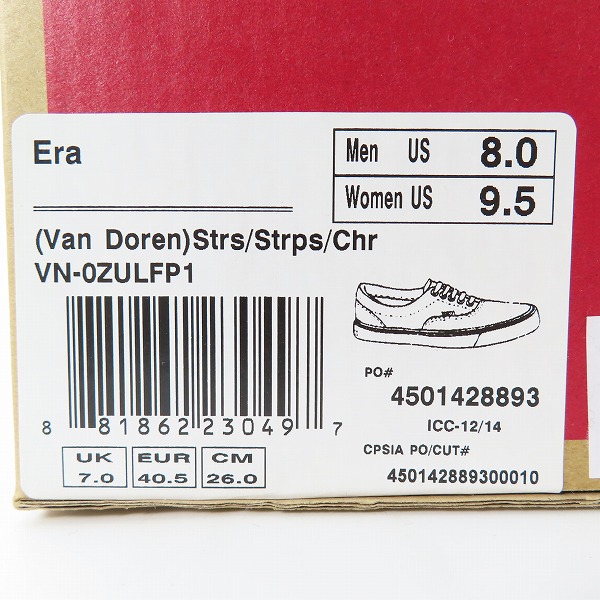 Era
Men US 8.0
Women US 9.5
(Van Doren)Strs/Strps/Chr
VN-0ZULFP1
8 81862 23049 7
PO#
4501428893
ICC-12/14
CPSIA PO/CUT#
450142889300010
UK EUR CM
7.0 40.5 26.0